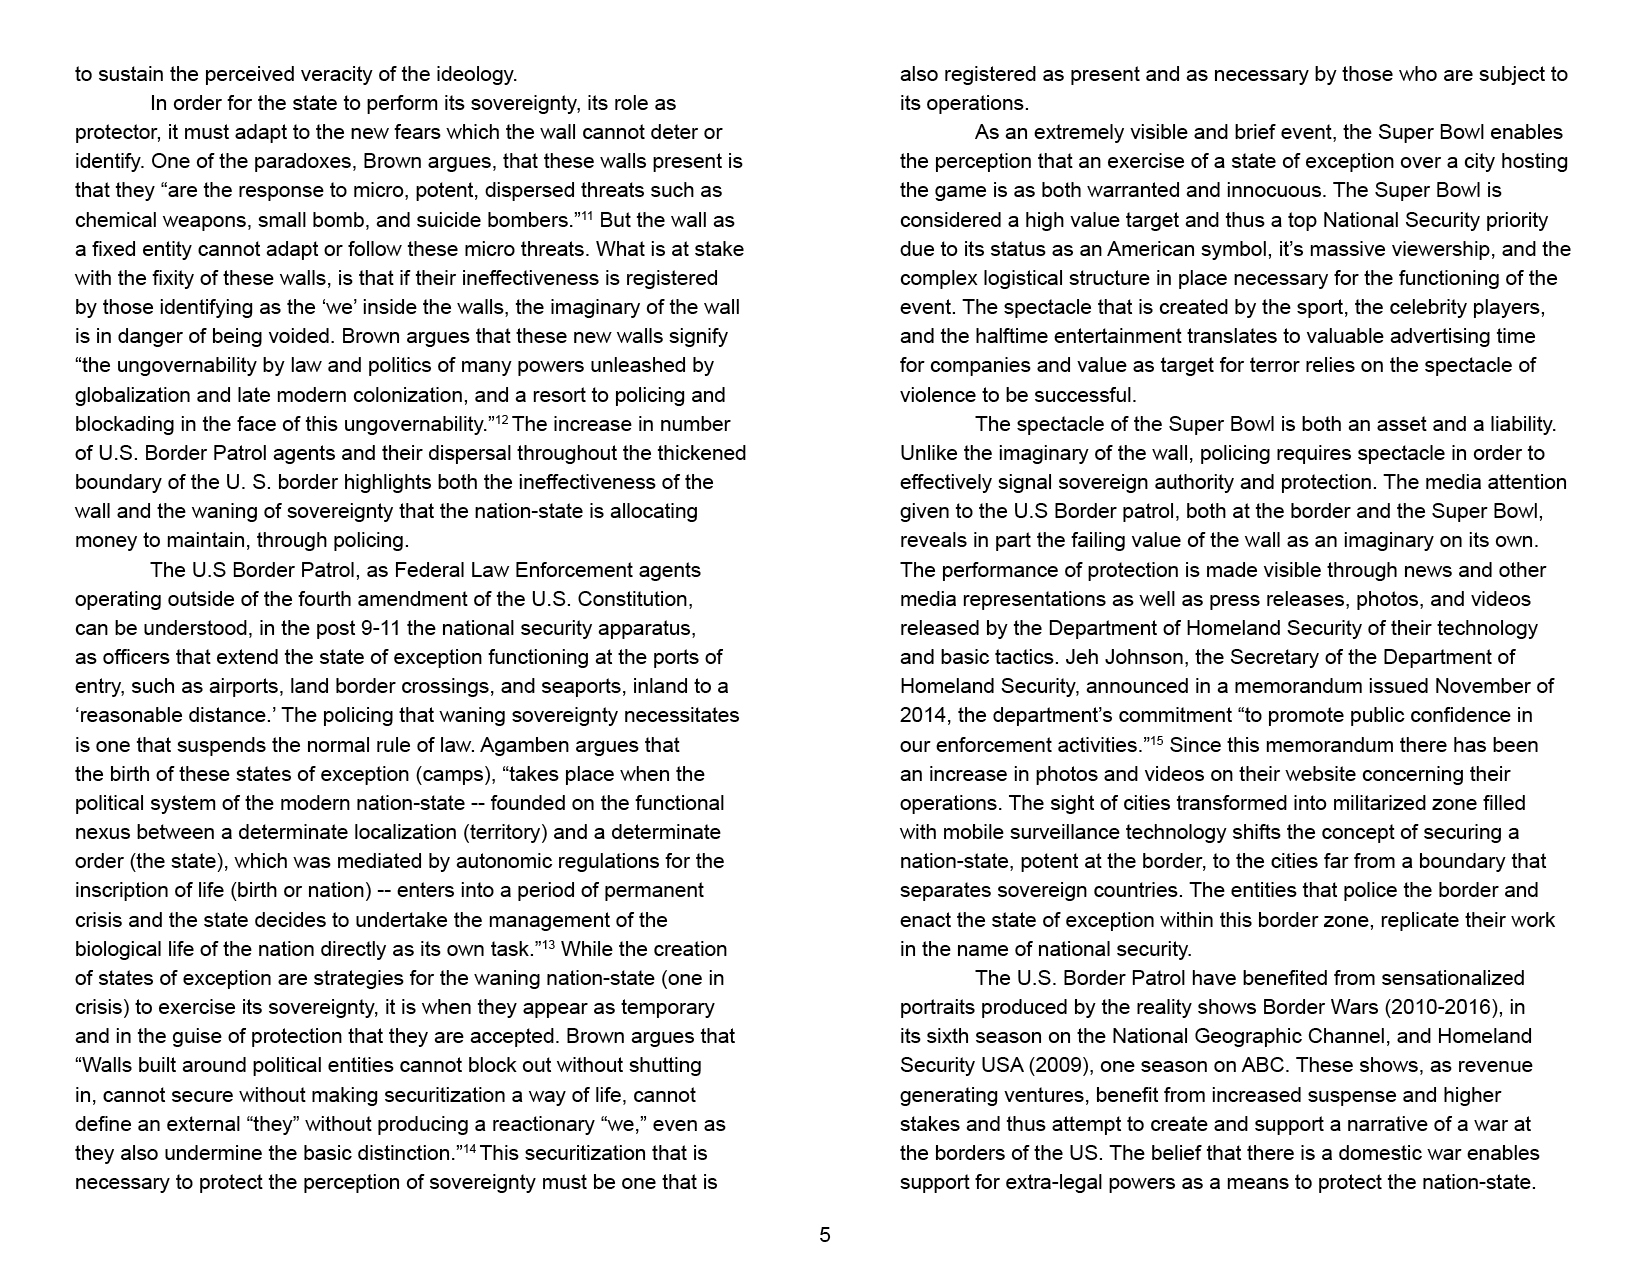 to sustain the perceived veracity of the ideology.
In order for the state to perform its sovereignty, its role as
protector, it must adapt to the new fears which the wall cannot deter or
identify. One of the paradoxes, Brown argues, that these walls present is
that they “are the response to micro, potent, dispersed threats such as
chemical weapons, small bomb, and suicide bombers.”11 But the wall as
a fixed entity cannot adapt or follow these micro threats. What is at stake
with the fixity of these walls, is that if their ineffectiveness is registered
by those identifying as the ‘we’ inside the walls, the imaginary of the wall
is in danger of being voided. Brown argues that these new walls signify
“the ungovernability by law and politics of many powers unleashed by
globalization and late modern colonization, and a resort to policing and
blockading in the face of this ungovernability.”12 The increase in number
of U.S. Border Patrol agents and their dispersal throughout the thickened
boundary of the U. S. border highlights both the ineffectiveness of the
wall and the waning of sovereignty that the nation-state is allocating
money to maintain, through policing.
The U.S Border Patrol, as Federal Law Enforcement agents
operating outside of the fourth amendment of the U.S. Constitution,
can be understood, in the post 9-11 the national security apparatus,
as officers that extend the state of exception functioning at the ports of
entry, such as airports, land border crossings, and seaports, inland to a
‘reasonable distance.’ The policing that waning sovereignty necessitates
is one that suspends the normal rule of law. Agamben argues that
the birth of these states of exception (camps), “takes place when the
political system of the modern nation-state -- founded on the functional
nexus between a determinate localization (territory) and a determinate
order (the state), which was mediated by autonomic regulations for the
inscription of life (birth or nation) -- enters into a period of permanent
crisis and the state decides to undertake the management of the
biological life of the nation directly as its own task.”13 While the creation
of states of exception are strategies for the waning nation-state (one in
crisis) to exercise its sovereignty, it is when they appear as temporary
and in the guise of protection that they are accepted. Brown argues that
“Walls built around political entities cannot block out without shutting
in, cannot secure without making securitization a way of life, cannot
define an external “they” without producing a reactionary “we,” even as
they also undermine the basic distinction.”14 This securitization that is
necessary to protect the perception of sovereignty must be one that is
also registered as present and as necessary by those who are subject to
its operations.
As an extremely visible and brief event, the Super Bowl enables
the perception that an exercise of a state of exception over a city hosting
the game is as both warranted and innocuous. The Super Bowl is
considered a high value target and thus a top National Security priority
due to its status as an American symbol, it’s massive viewership, and the
complex logistical structure in place necessary for the functioning of the
event. The spectacle that is created by the sport, the celebrity players,
and the halftime entertainment translates to valuable advertising time
for companies and value as target for terror relies on the spectacle of
violence to be successful.
The spectacle of the Super Bowl is both an asset and a liability.
Unlike the imaginary of the wall, policing requires spectacle in order to
effectively signal sovereign authority and protection. The media attention
given to the U.S Border patrol, both at the border and the Super Bowl,
reveals in part the failing value of the wall as an imaginary on its own.
The performance of protection is made visible through news and other
media representations as well as press releases, photos, and videos
released by the Department of Homeland Security of their technology
and basic tactics. Jeh Johnson, the Secretary of the Department of
Homeland Security, announced in a memorandum issued November of
2014, the department’s commitment “to promote public confidence in
our enforcement activities.”15 Since this memorandum there has been
an increase in photos and videos on their website concerning their
operations. The sight of cities transformed into militarized zone filled
with mobile surveillance technology shifts the concept of securing a
nation-state, potent at the border, to the cities far from a boundary that
separates sovereign countries. The entities that police the border and
enact the state of exception within this border zone, replicate their work
in the name of national security.
The U.S. Border Patrol have benefited from sensationalized
portraits produced by the reality shows Border Wars (2010-2016), in
its sixth season on the National Geographic Channel, and Homeland
Security USA (2009), one season on ABC. These shows, as revenue
generating ventures, benefit from increased suspense and higher
stakes and thus attempt to create and support a narrative of a war at
the borders of the US. The belief that there is a domestic war enables
support for extra-legal powers as a means to protect the nation-state.
5